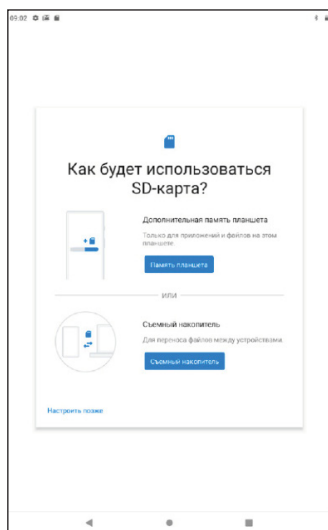 09:02
Как будет использоваться
SD-карта?
Дополнительная память планшета
Только для приложений и файлов на этом
планшете.
Память планшета
ИЛИ
Съемный накопитель
Для переноса файлов между устройствами
Съемный накопитель
Настроить позже